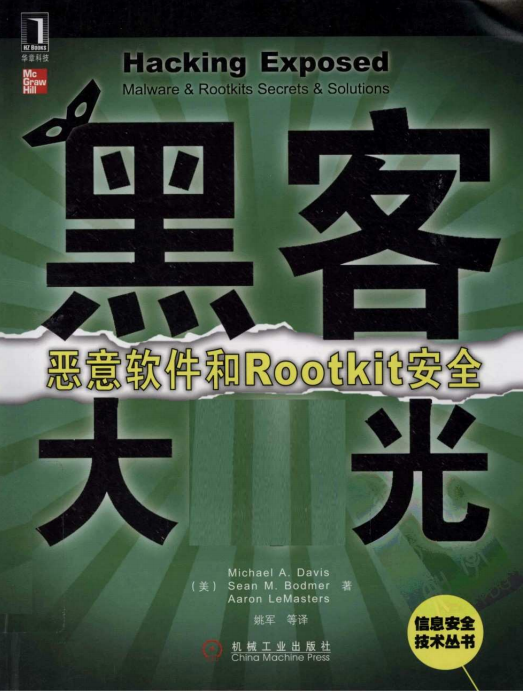 HZ Books
华章科技
Mc
Graw
Hill
Hacking Exposed
Malware & Rootkits Secrets & Solutions
黑客
恶意软件和Rootkit安全
大 光
Michael A. Davis
(美) Sean M. Bodmer 著
Aaron LeMasters
姚军 等译
机械工业出版社
China Machine Press
信息安全
技术丛书